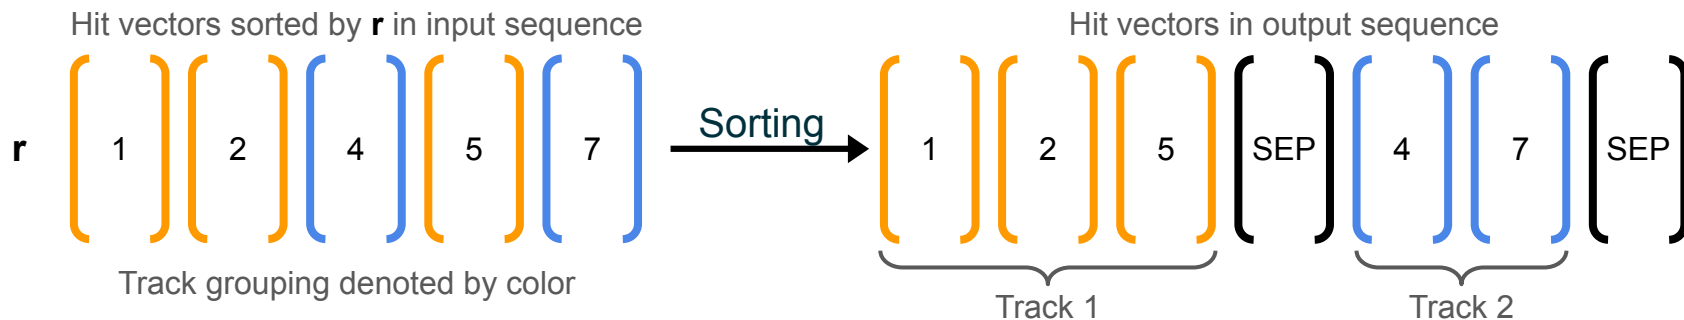 Hit vectors sorted by r in input sequence
Hit vectors in output sequence
r 1 2 4 5 7
Sorting
1 2 5 SEP 4 7 SEP
Track grouping denoted by color
Track 1
Track 2